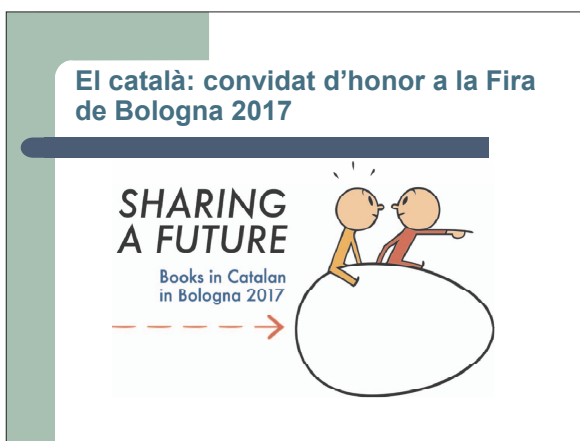 El català: convidat d’honor a la Fira
de Bologna 2017
SHARING
A FUTURE
Books in Catalan
in Bologna 2017